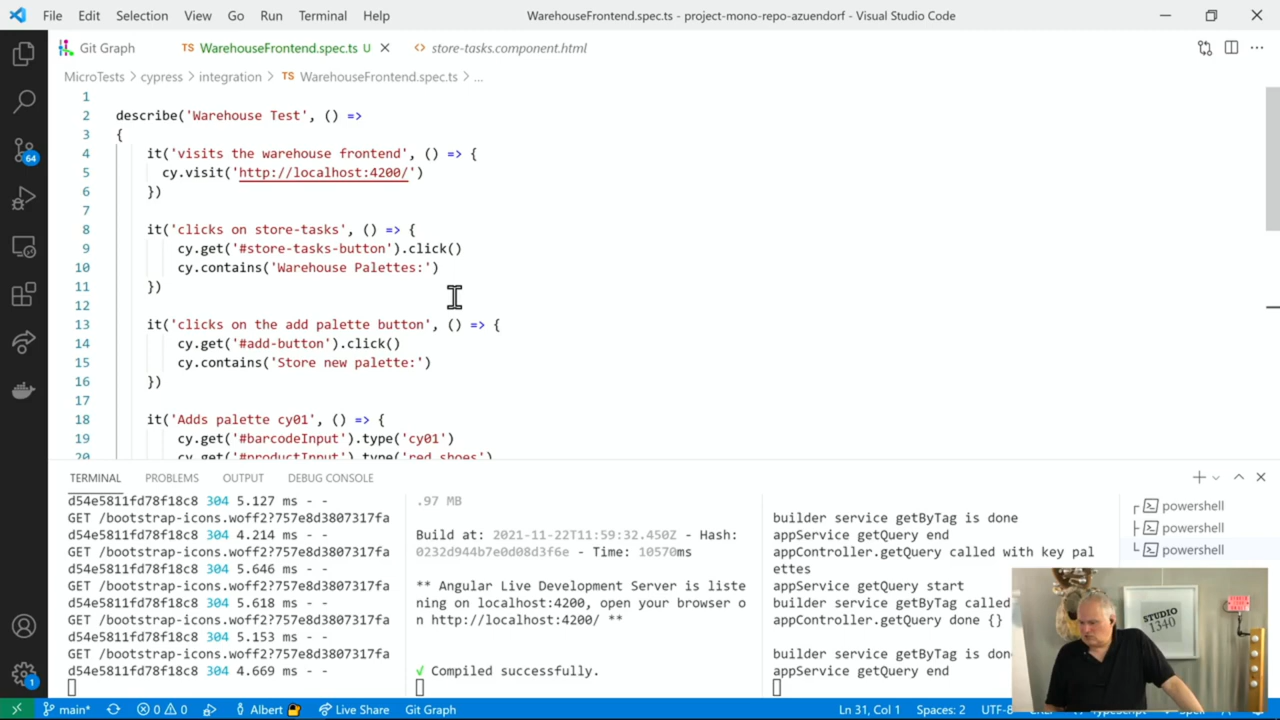 File Edit Selection View Go Run Terminal Help WarehouseFrontend.spec.ts - project-mono-repo-azuendorf - Visual Studio Code
Git Graph TS WarehouseFrontend.spec.ts U <> store-tasks.component.html
MicroTests > cypress > integration > TS WarehouseFrontend.spec.ts > ...
1
2 describe('Warehouse Test', () =>
3 {
4 it('visits the warehouse frontend', () => {
5 cy.visit('http://localhost:4200/')
6 })
7
8 it('clicks on store-tasks', () => {
9 cy.get('#store-tasks-button').click()
10 cy.contains('Warehouse Palettes:')
11 })
12
13 it('clicks on the add palette button', () => {
14 cy.get('#add-button').click()
15 cy.contains('Store new palette:')
16 })
17
18 it('Adds palette cy01', () => {
19 cy.get('#barcodeInput').type('cy01')
20 cy.get('#productInput').type('red shoes')
64
1
TERMINAL PROBLEMS OUTPUT DEBUG CONSOLE
d54e5811fd78f18c8 304 5.127 ms - -
GET /bootstrap-icons.woff2?757e8d3807317fa
d54e5811fd78f18c8 304 4.214 ms - -
GET /bootstrap-icons.woff2?757e8d3807317fa
d54e5811fd78f18c8 304 5.646 ms - -
GET /bootstrap-icons.woff2?757e8d3807317fa
d54e5811fd78f18c8 304 5.618 ms - -
GET /bootstrap-icons.woff2?757e8d3807317fa
d54e5811fd78f18c8 304 5.153 ms - -
GET /bootstrap-icons.woff2?757e8d3807317fa
d54e5811fd78f18c8 304 4.669 ms - -
.97 MB
Build at: 2021-11-22T11:59:32.450Z - Hash:
0232d944b7e0d08d3f6e - Time: 10570ms
** Angular Live Development Server is liste
ning on localhost:4200, open your browser o
n http://localhost:4200/ **
√ Compiled successfully.
builder service getByTag is done
appService getQuery end
appController.getQuery called with key pal
ettes
appService getQuery start
builder service getByTag called
appController.getQuery done {}
builder service getByTag is don
appService getQuery end
powershell
powershell
powershell
STUDIO
1340
main* 0 0 Albert Live Share Git Graph Ln 31, Col 1 Spaces: 2 UTF-8